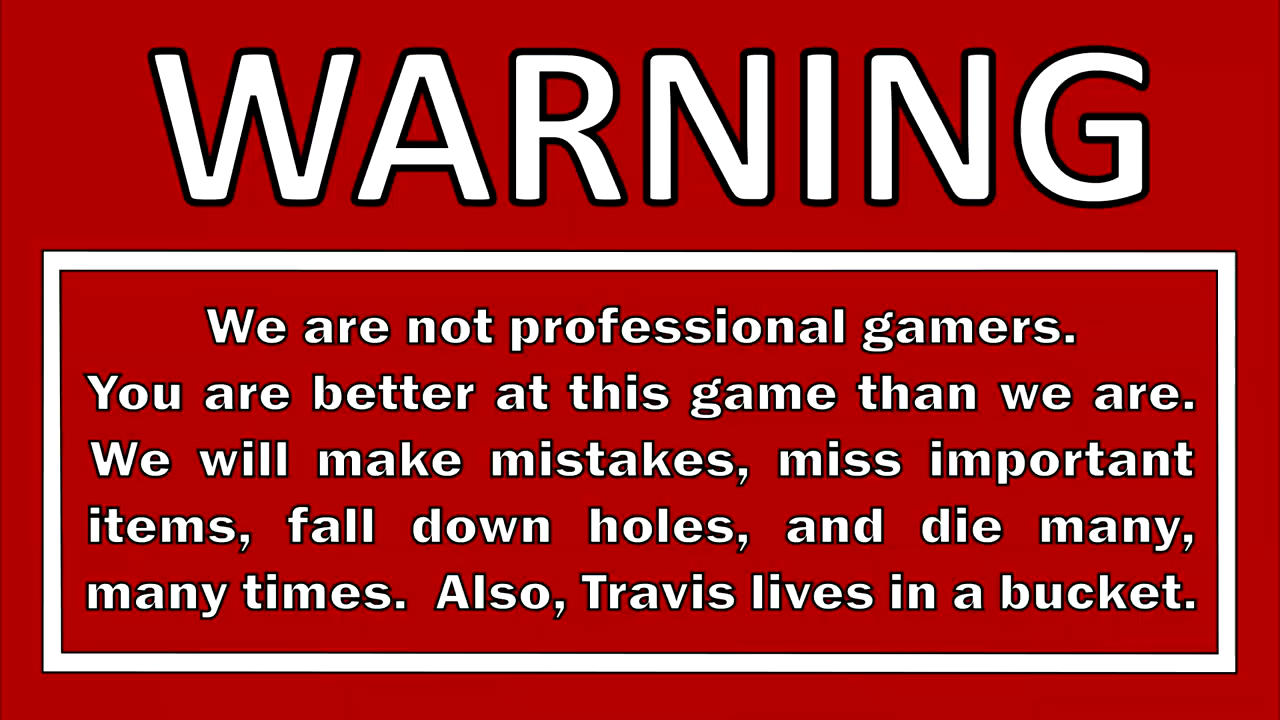 WARNING
We are not professional gamers.
You are better at this game than we are.
We will make mistakes, miss important
items, fall down holes, and die many,
many times. Also, Travis lives in a bucket.